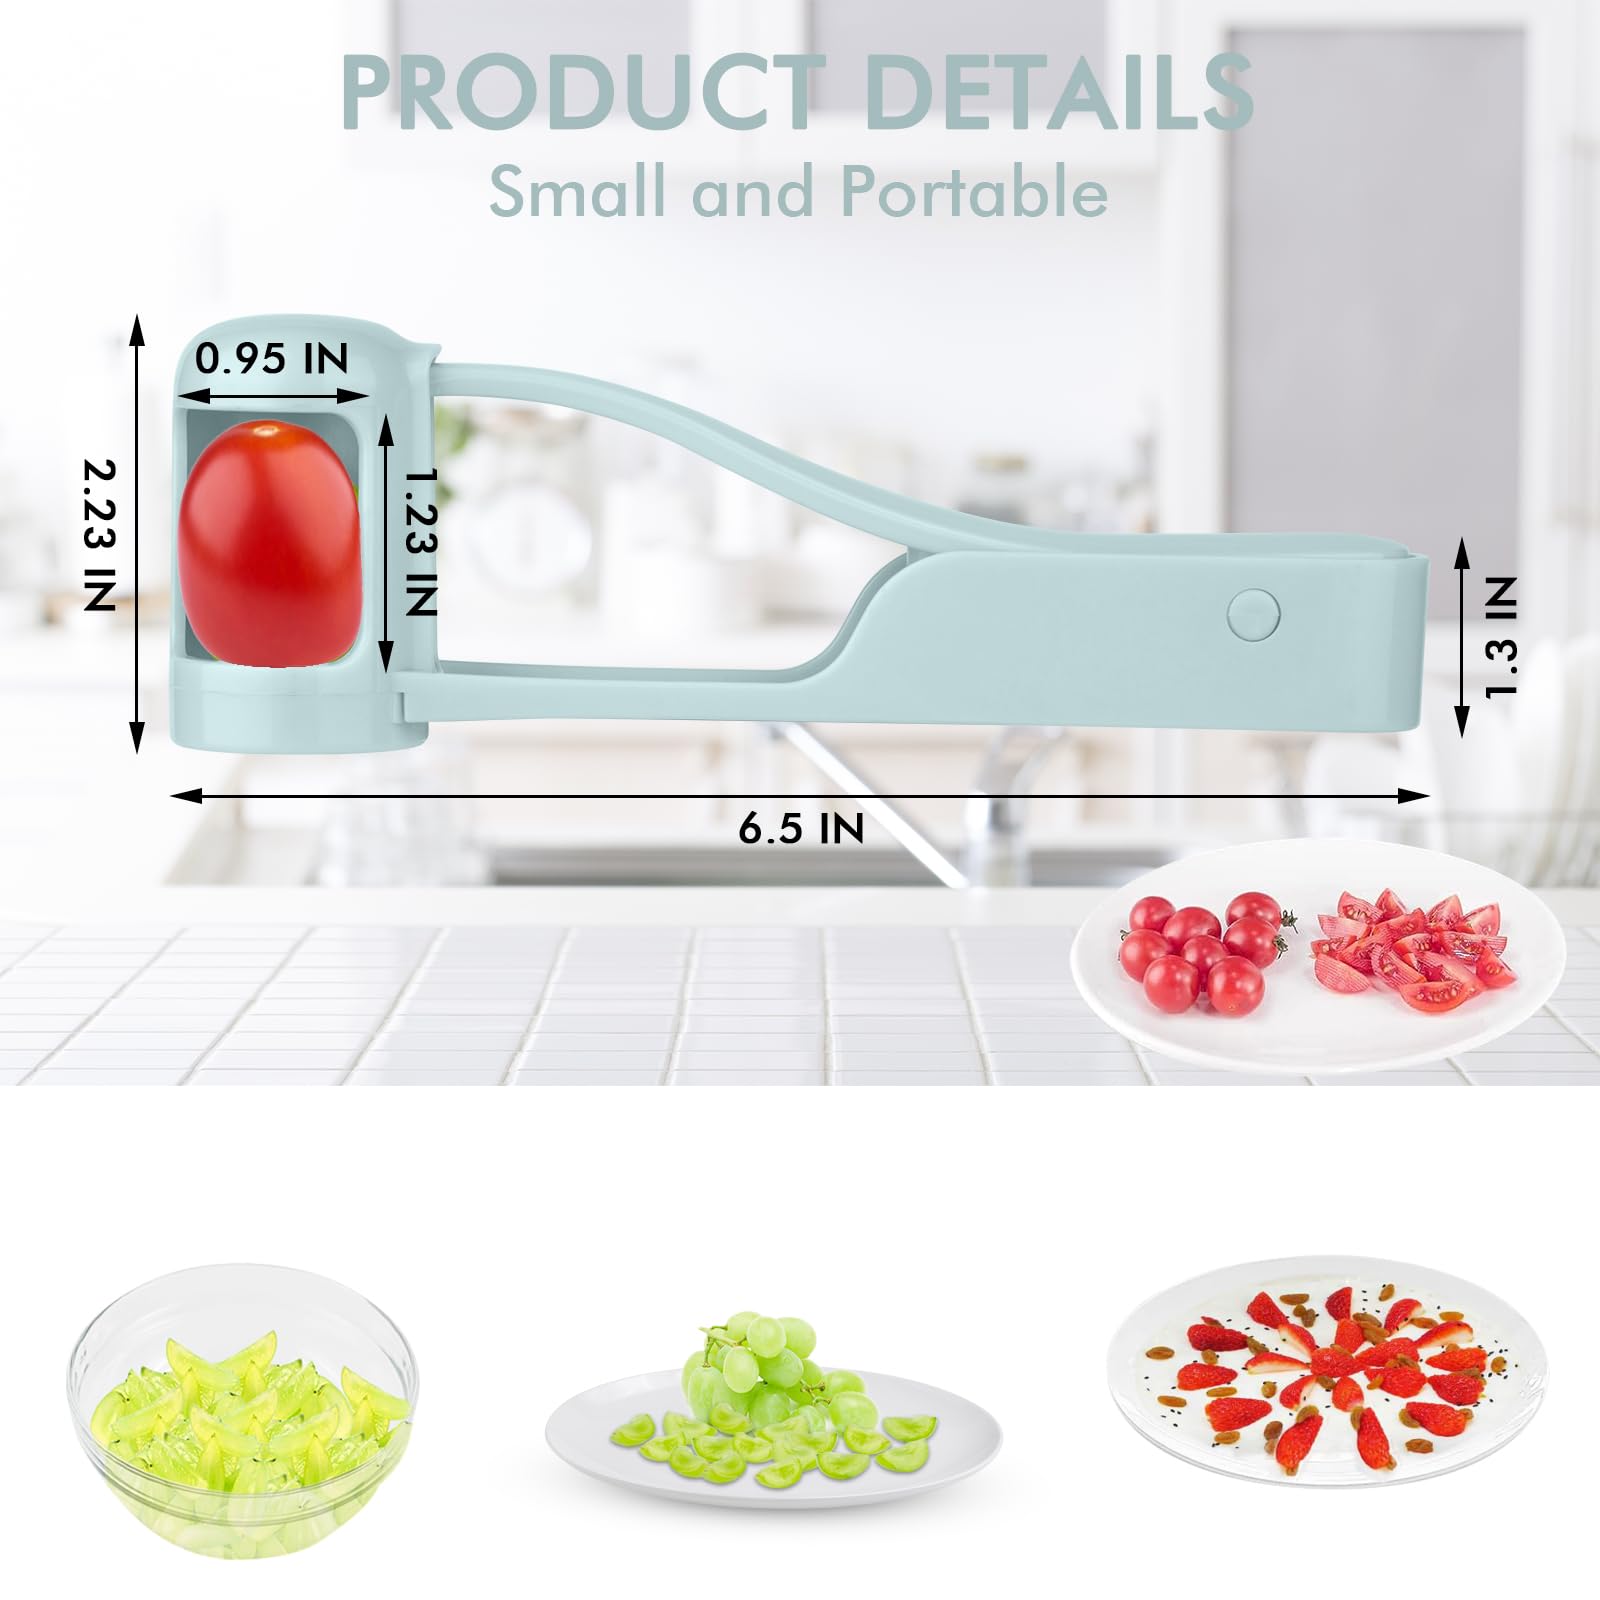 PRODUCT DETAILS
Small and Portable
0.95 IN
2.23 IN
1.23 IN
1.3 IN
6.5 IN